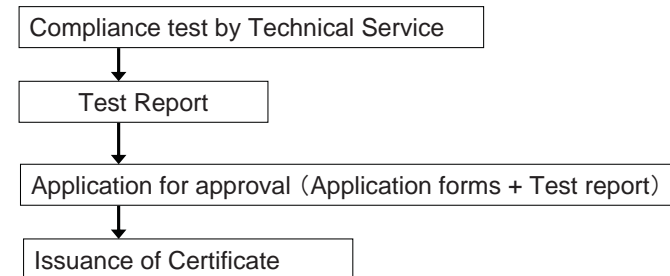 Compliance test by Technical Service
Test Report
Application for approval（Application forms + Test report）
Issuance of Certificate